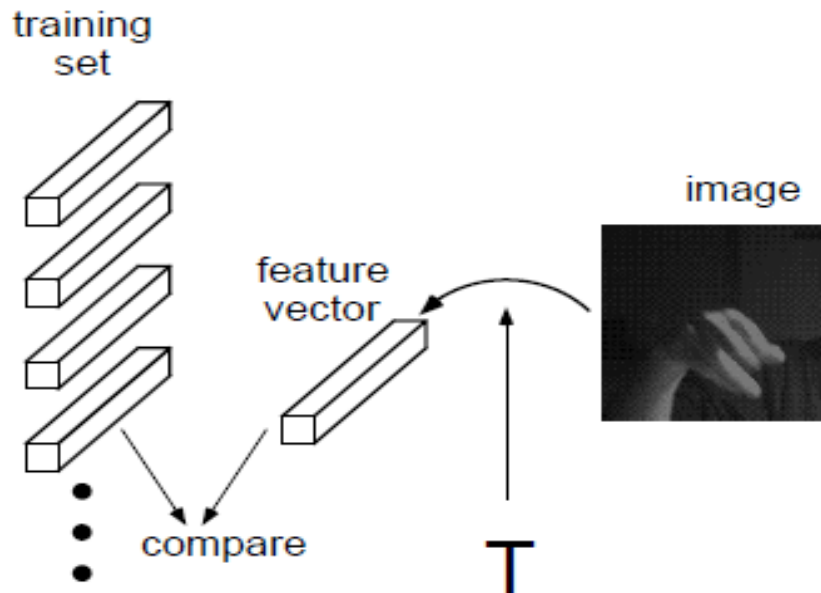 training
set
image
feature
vector
compare
T